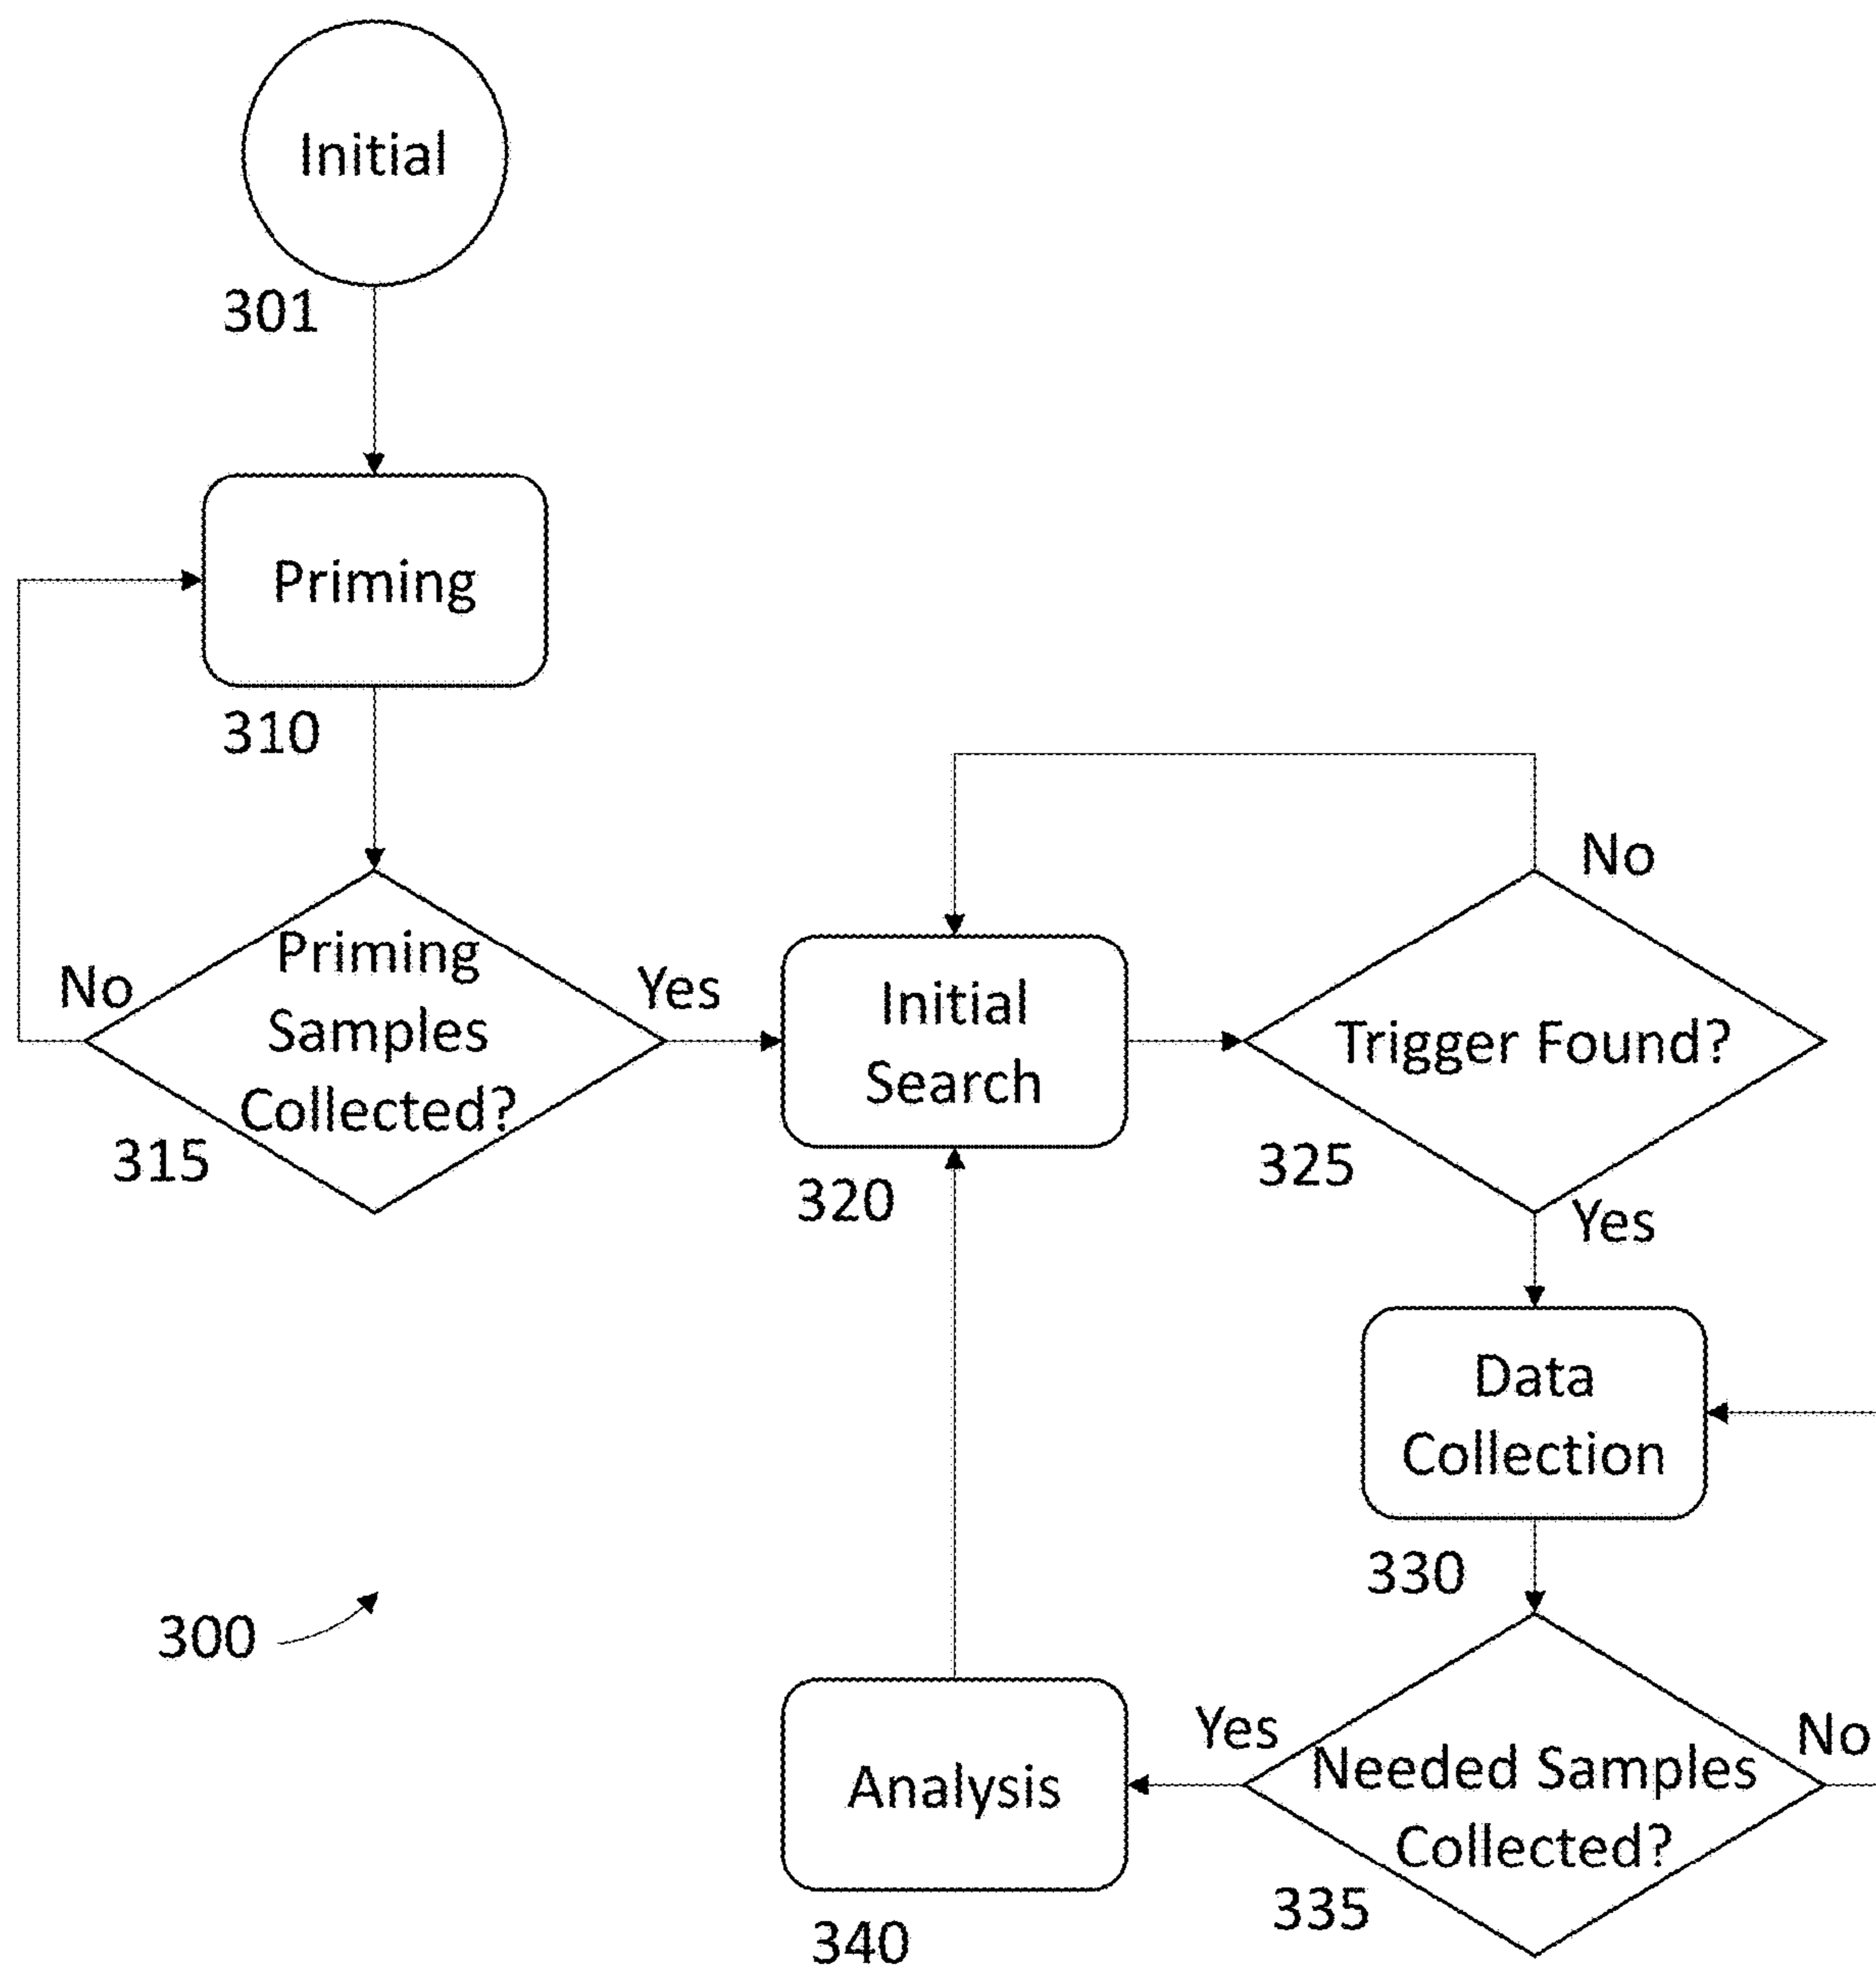 Initial
301
Priming
310
No
Priming
Samples
Collected?
Yes
315
Initial
Search
320
No
Trigger Found?
325
Yes
Data
Collection
330
300
Analysis
340
Yes
Needed Samples
Collected?
No
335